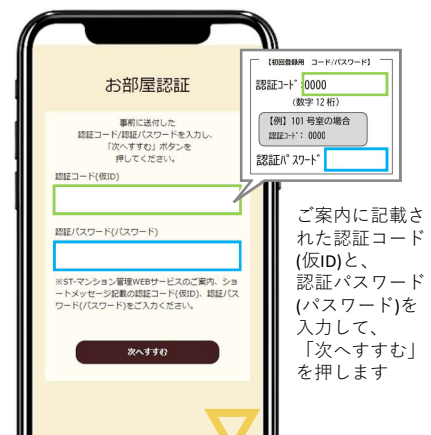 お部屋認証
事前に送付した
認証コード/認証パスワードを入力し、
「次へすすむ」ボタンを
押してください。
認証コード(仮ID)
認証パスワード(パスワード)
※ST-マンション管理WEBサービスのご案内、ショ
ートメッセージ記載の認証コード(仮ID)、認証パス
ワード(パスワード)をご入力ください。
次へすすむ
【初回登録用 コード/パスワード】
認証コード:0000
(数字12桁)
【例】101号室の場合
認証コード: 0000
認証パスワード
ご案内に記載さ
れた認証コード
(仮ID)と、
認証パスワード
(パスワード)を
入力して、
「次へすすむ」
を押します